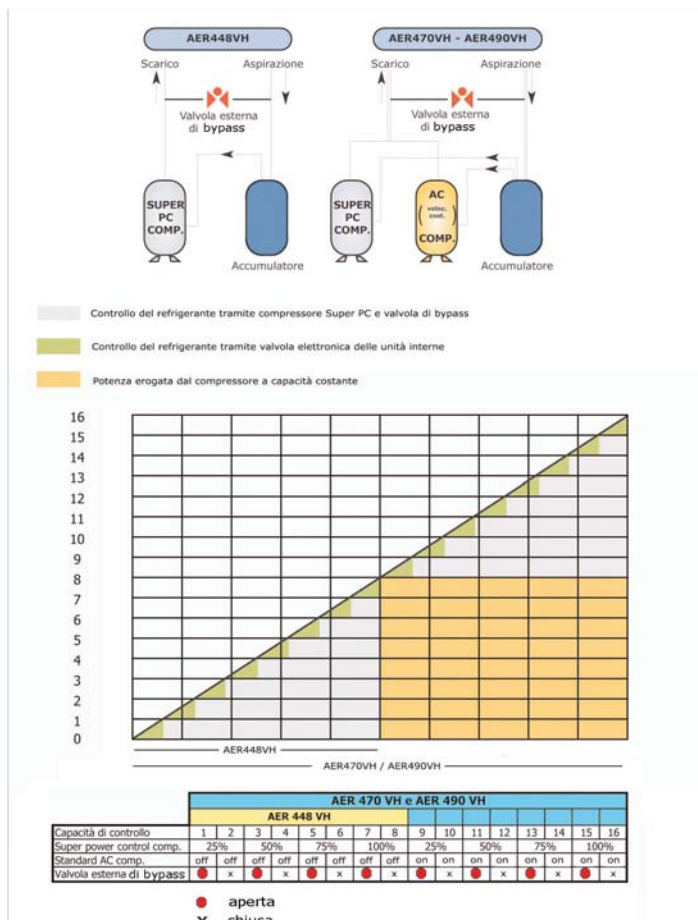 AER448VH
AER470VH - AER490VH
Scarico
Aspirazione
Scarico
Aspirazione
Valvola esterna
di bypass
Valvola esterna
di bypass
SUPER
PC
COMP.
SUPER
PC
COMP.
AC
( veloc.
cost. )
COMP.
Accumulatore
Accumulatore
Controllo del refrigerante tramite compressore Super PC e valvola di bypass
Controllo del refrigerante tramite valvola elettronica delle unità interne
Potenza erogata dal compressore a capacità costante
16
15
14
13
12
11
10
9
8
7
6
5
4
3
2
1
0
AER448VH
AER470VH / AER490VH
AER 470 VH e AER 490 VH
AER 448 VH
Capacità di controllo 1 2 3 4 5 6 7 8 9 10 11 12 13 14 15 16
Super power control comp. 25% 50% 75% 100% 25% 50% 75% 100%
Standard AC comp. off off off off off off off off on on on on on on on on
Valvola esterna di bypass x x x x x x x x
aperta
x chiusa